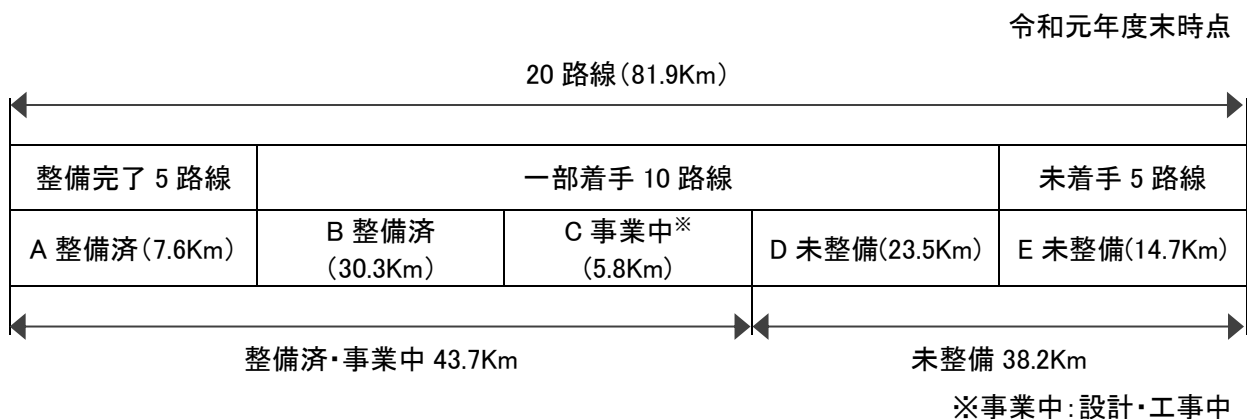 令和元年度末時点
20 路線(81.9Km)
整備完了 5 路線
一部着手 10 路線
未着手 5 路線
A 整備済(7.6Km)
B 整備済
(30.3Km)
C 事業中※
(5.8Km)
D 未整備(23.5Km)
E 未整備(14.7Km)
整備済・事業中 43.7Km
未整備 38.2Km
※事業中:設計・工事中